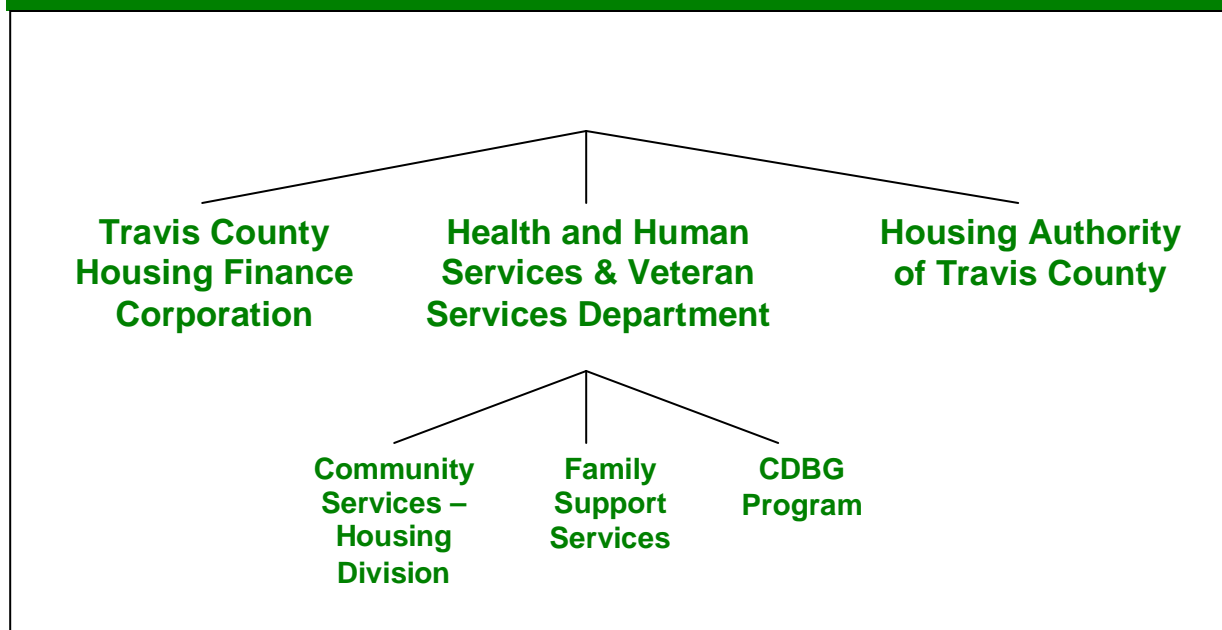 Travis County
Housing Finance
Corporation
Health and Human
Services & Veteran
Services Department
Housing Authority
of Travis County
Community
Services –
Housing
Division
Family
Support
Services
CDBG
Program